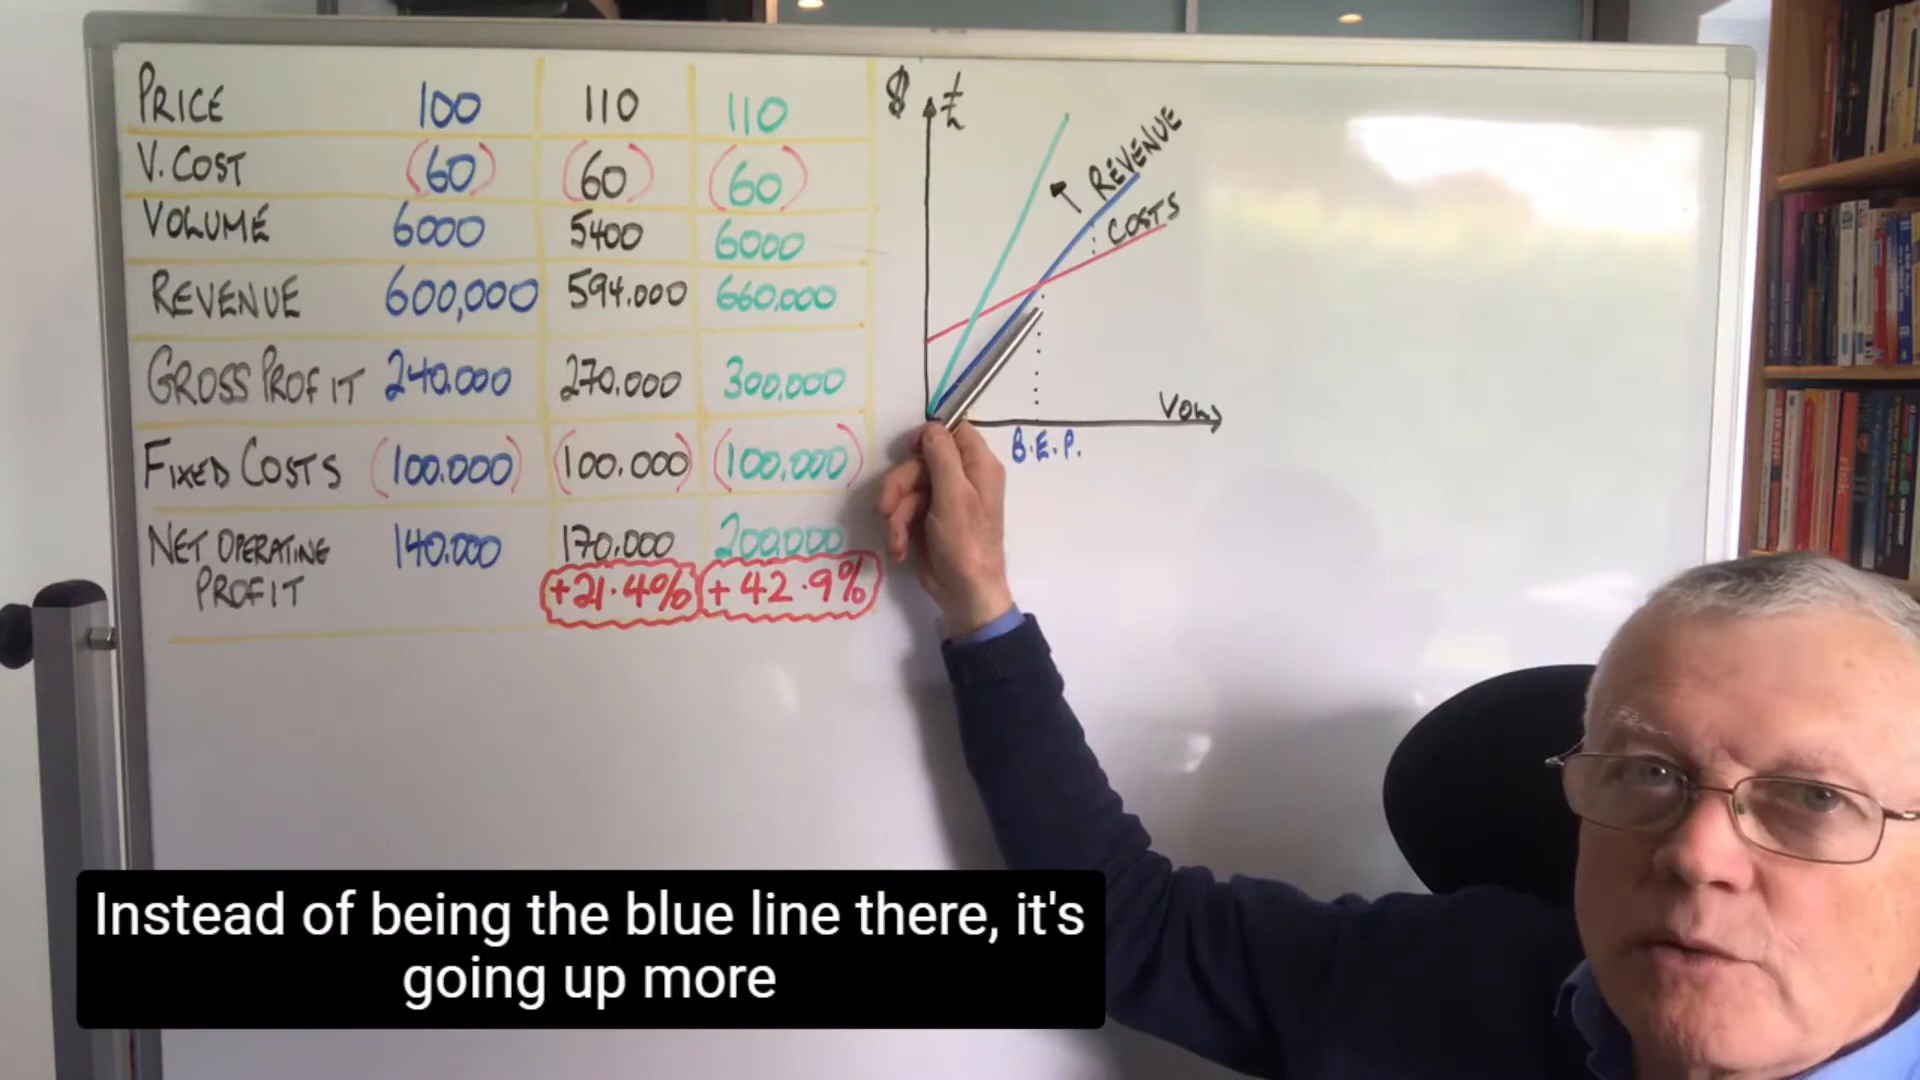 PRICE 100 110 110
V. COST (60) (60) (60)
VOLUME 6000 5400 6000
REVENUE 600,000 594.000 660.000
GROSS PROFIT 240.000 270.000 300.000
FIXED COSTS (100.000) (100.000) (100.000)
NET OPERATING PROFIT 140.000 170.000 200.000
+21.4% +42.9%
$ £
REVENUE
COSTS
VOL
B.E.P.
Instead of being the blue line there, it's
going up more